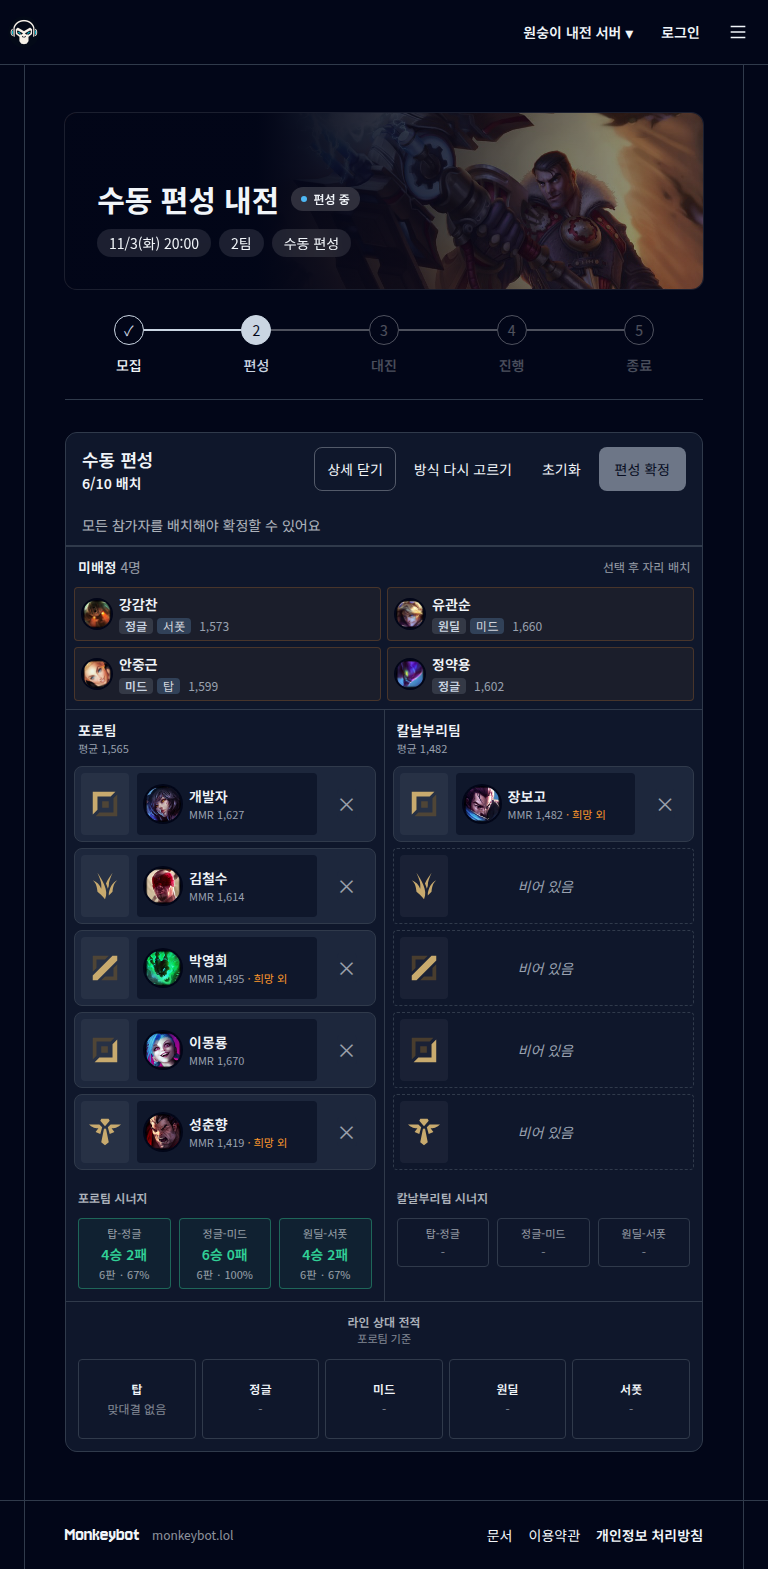 원숭이 내전 서버 ▾ 로그인
수동 편성 내전 편성 중
11/3(화) 20:00 2팀 수동 편성
✓ 2 3 4 5
모집 편성 대진 진행 종료
수동 편성
6/10 배치
상세 닫기 방식 다시 고르기 초기화 편성 확정
모든 참가자를 배치해야 확정할 수 있어요
미배정 4명 선택 후 자리 배치
강감찬
정글 서폿 1,573
유관순
원딜 미드 1,660
안중근
미드 탑 1,599
정약용
정글 1,602
포로팀
평균 1,565
개발자
MMR 1,627
김철수
MMR 1,614
박영희
MMR 1,495 · 희망 외
이몽룡
MMR 1,670
성춘향
MMR 1,419 · 희망 외
포로팀 시너지
탑-정글
4승 2패
6판 · 67%
정글-미드
6승 0패
6판 · 100%
원딜-서폿
4승 2패
6판 · 67%
칼날부리팀
평균 1,482
장보고
MMR 1,482 · 희망 외
비어 있음
비어 있음
비어 있음
비어 있음
칼날부리팀 시너지
탑-정글
-
정글-미드
-
원딜-서폿
-
라인 상대 전적
포로팀 기준
탑
맞대결 없음
정글
-
미드
-
원딜
-
서폿
-
Monkeybot monkeybot.lol 문서 이용약관 개인정보 처리방침